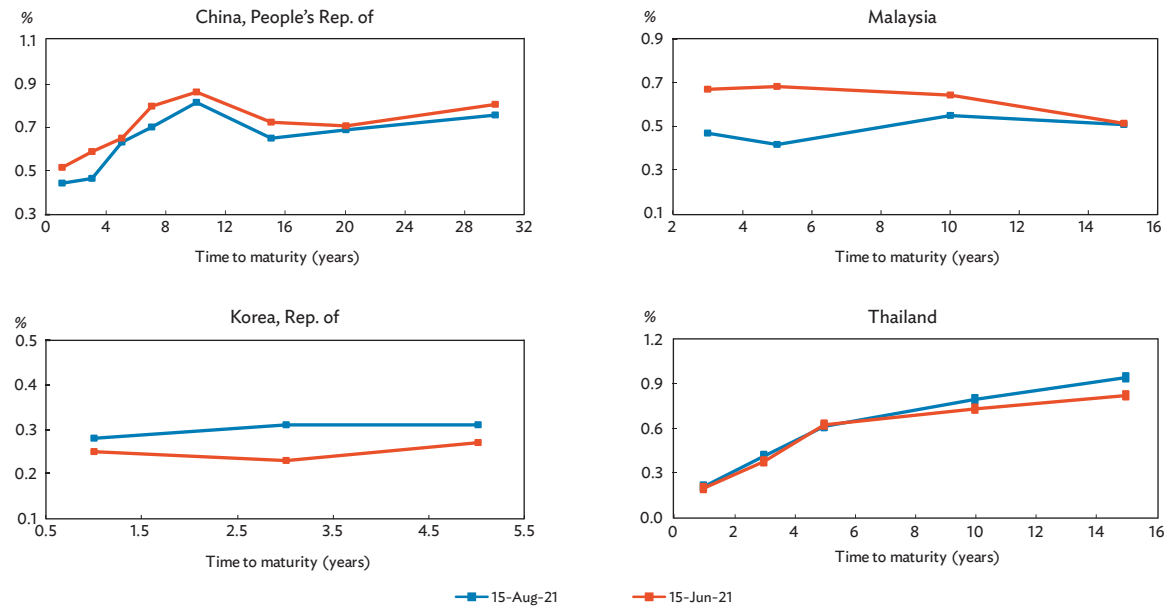 China, People's Rep. of
%
1.1
0.9
0.7
0.5
0.3
0 4 8 12 16 20 24 28 32
Time to maturity (years)
Malaysia
%
0.9
0.7
0.5
0.3
0.1
2 4 6 8 10 12 14 16
Time to maturity (years)
Korea, Rep. of
%
0.5
0.4
0.3
0.2
0.1
0.5 1.5 2.5 3.5 4.5 5.5
Time to maturity (years)
Thailand
%
1.2
0.9
0.6
0.3
0.0
0 2 4 6 8 10 12 14 16
Time to maturity (years)
15-Aug-21 15-Jun-21